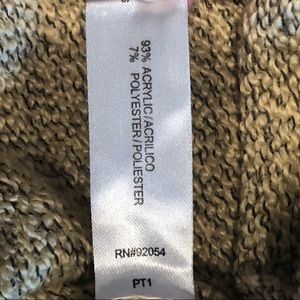 93% ACRYLIC/ACRILICO
7% POLYESTER/POLIESTER
RN#92054
PT1